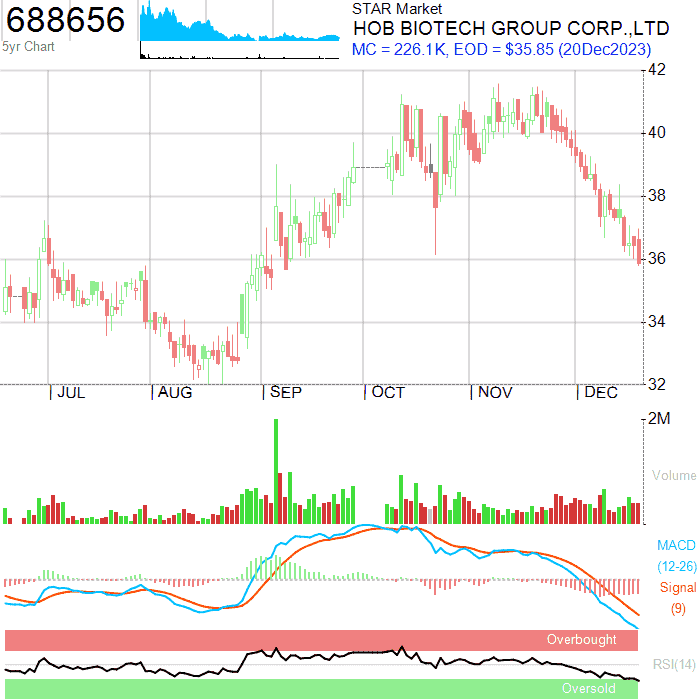 688656
5yr Chart
STAR Market
HOB BIOTECH GROUP CORP.,LTD
MC = 226.1K, EOD = $35.85 (20Dec2023)
42
40
38
36
34
32
JUL AUG SEP OCT NOV DEC
2M
Volume
MACD
(12-26)
Signal
(9)
Overbought
RSI(14)
Oversold